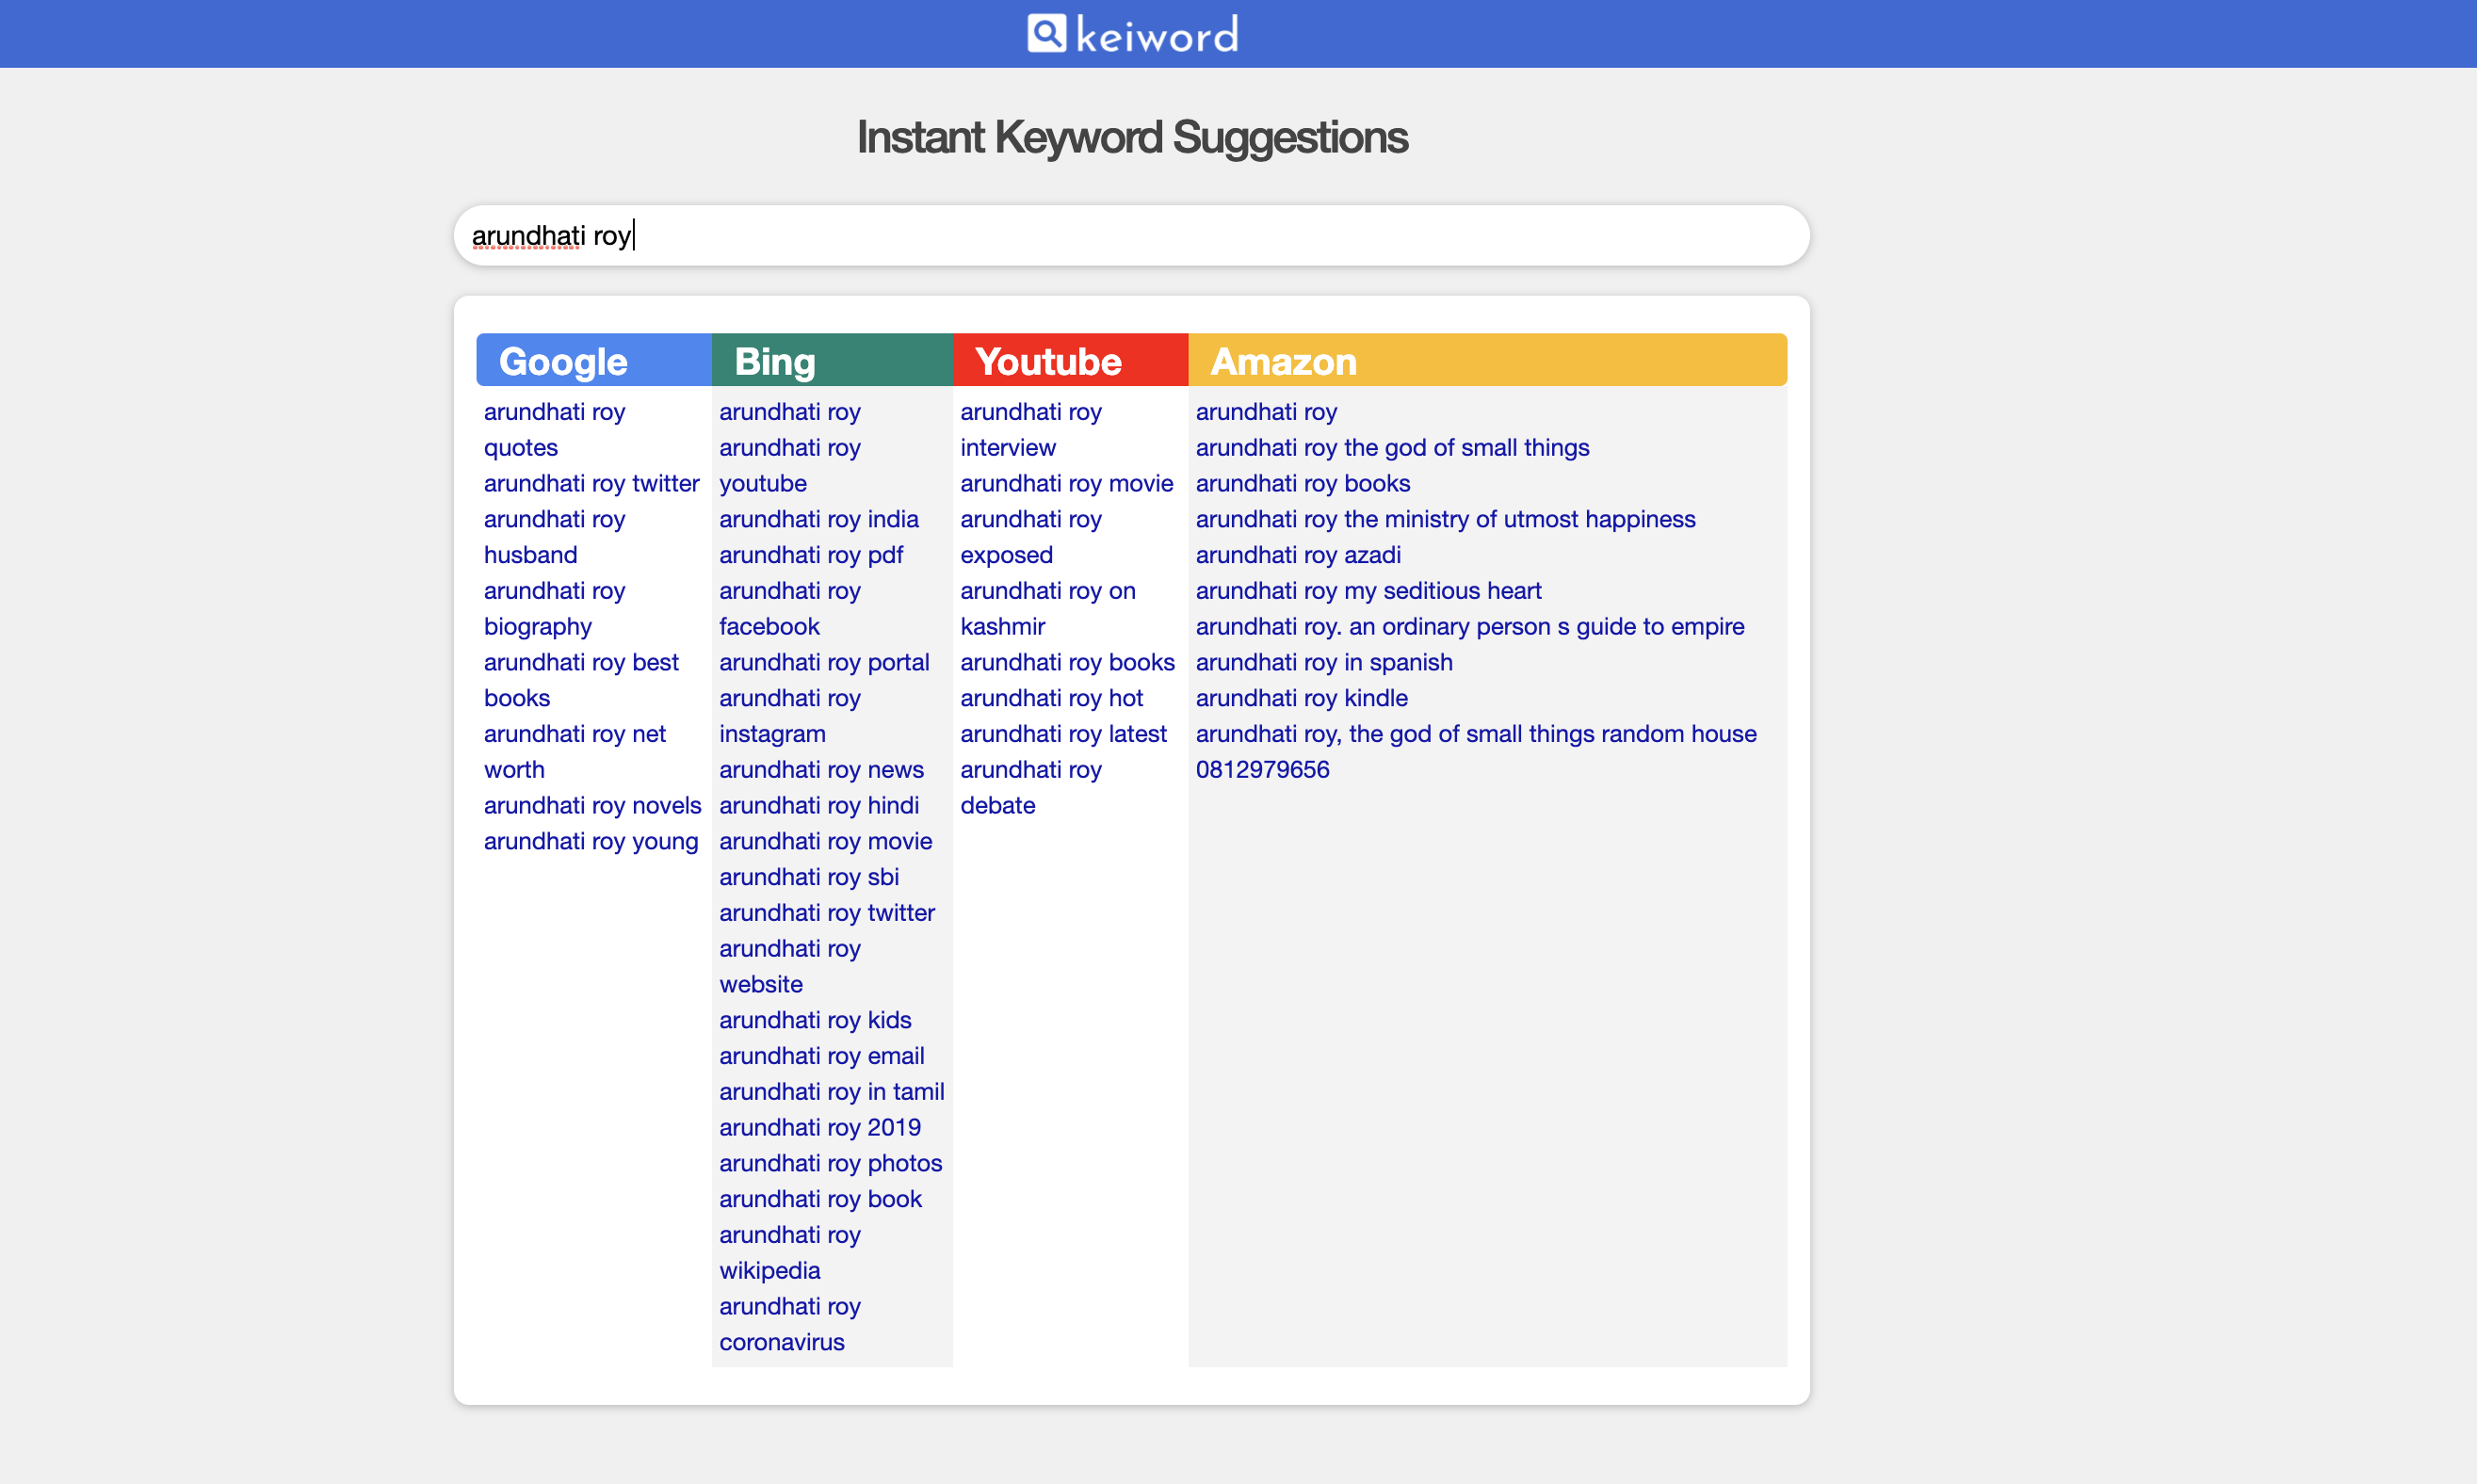 keiword
Instant Keyword Suggestions
arundhati roy
Google
arundhati roy
quotes
arundhati roy twitter
arundhati roy
husband
arundhati roy
biography
arundhati roy best
books
arundhati roy net
worth
arundhati roy novels
arundhati roy young
Bing
arundhati roy
arundhati roy
youtube
arundhati roy india
arundhati roy pdf
arundhati roy
facebook
arundhati roy portal
arundhati roy
instagram
arundhati roy news
arundhati roy hindi
arundhati roy movie
arundhati roy sbi
arundhati roy twitter
arundhati roy
website
arundhati roy kids
arundhati roy email
arundhati roy in tamil
arundhati roy 2019
arundhati roy photos
arundhati roy book
arundhati roy
wikipedia
arundhati roy
coronavirus
Youtube
arundhati roy
interview
arundhati roy movie
arundhati roy
exposed
arundhati roy on
kashmir
arundhati roy books
arundhati roy hot
arundhati roy latest
arundhati roy
debate
Amazon
arundhati roy
arundhati roy the god of small things
arundhati roy books
arundhati roy the ministry of utmost happiness
arundhati roy azadi
arundhati roy my seditious heart
arundhati roy. an ordinary person s guide to empire
arundhati roy in spanish
arundhati roy kindle
arundhati roy, the god of small things random house
0812979656